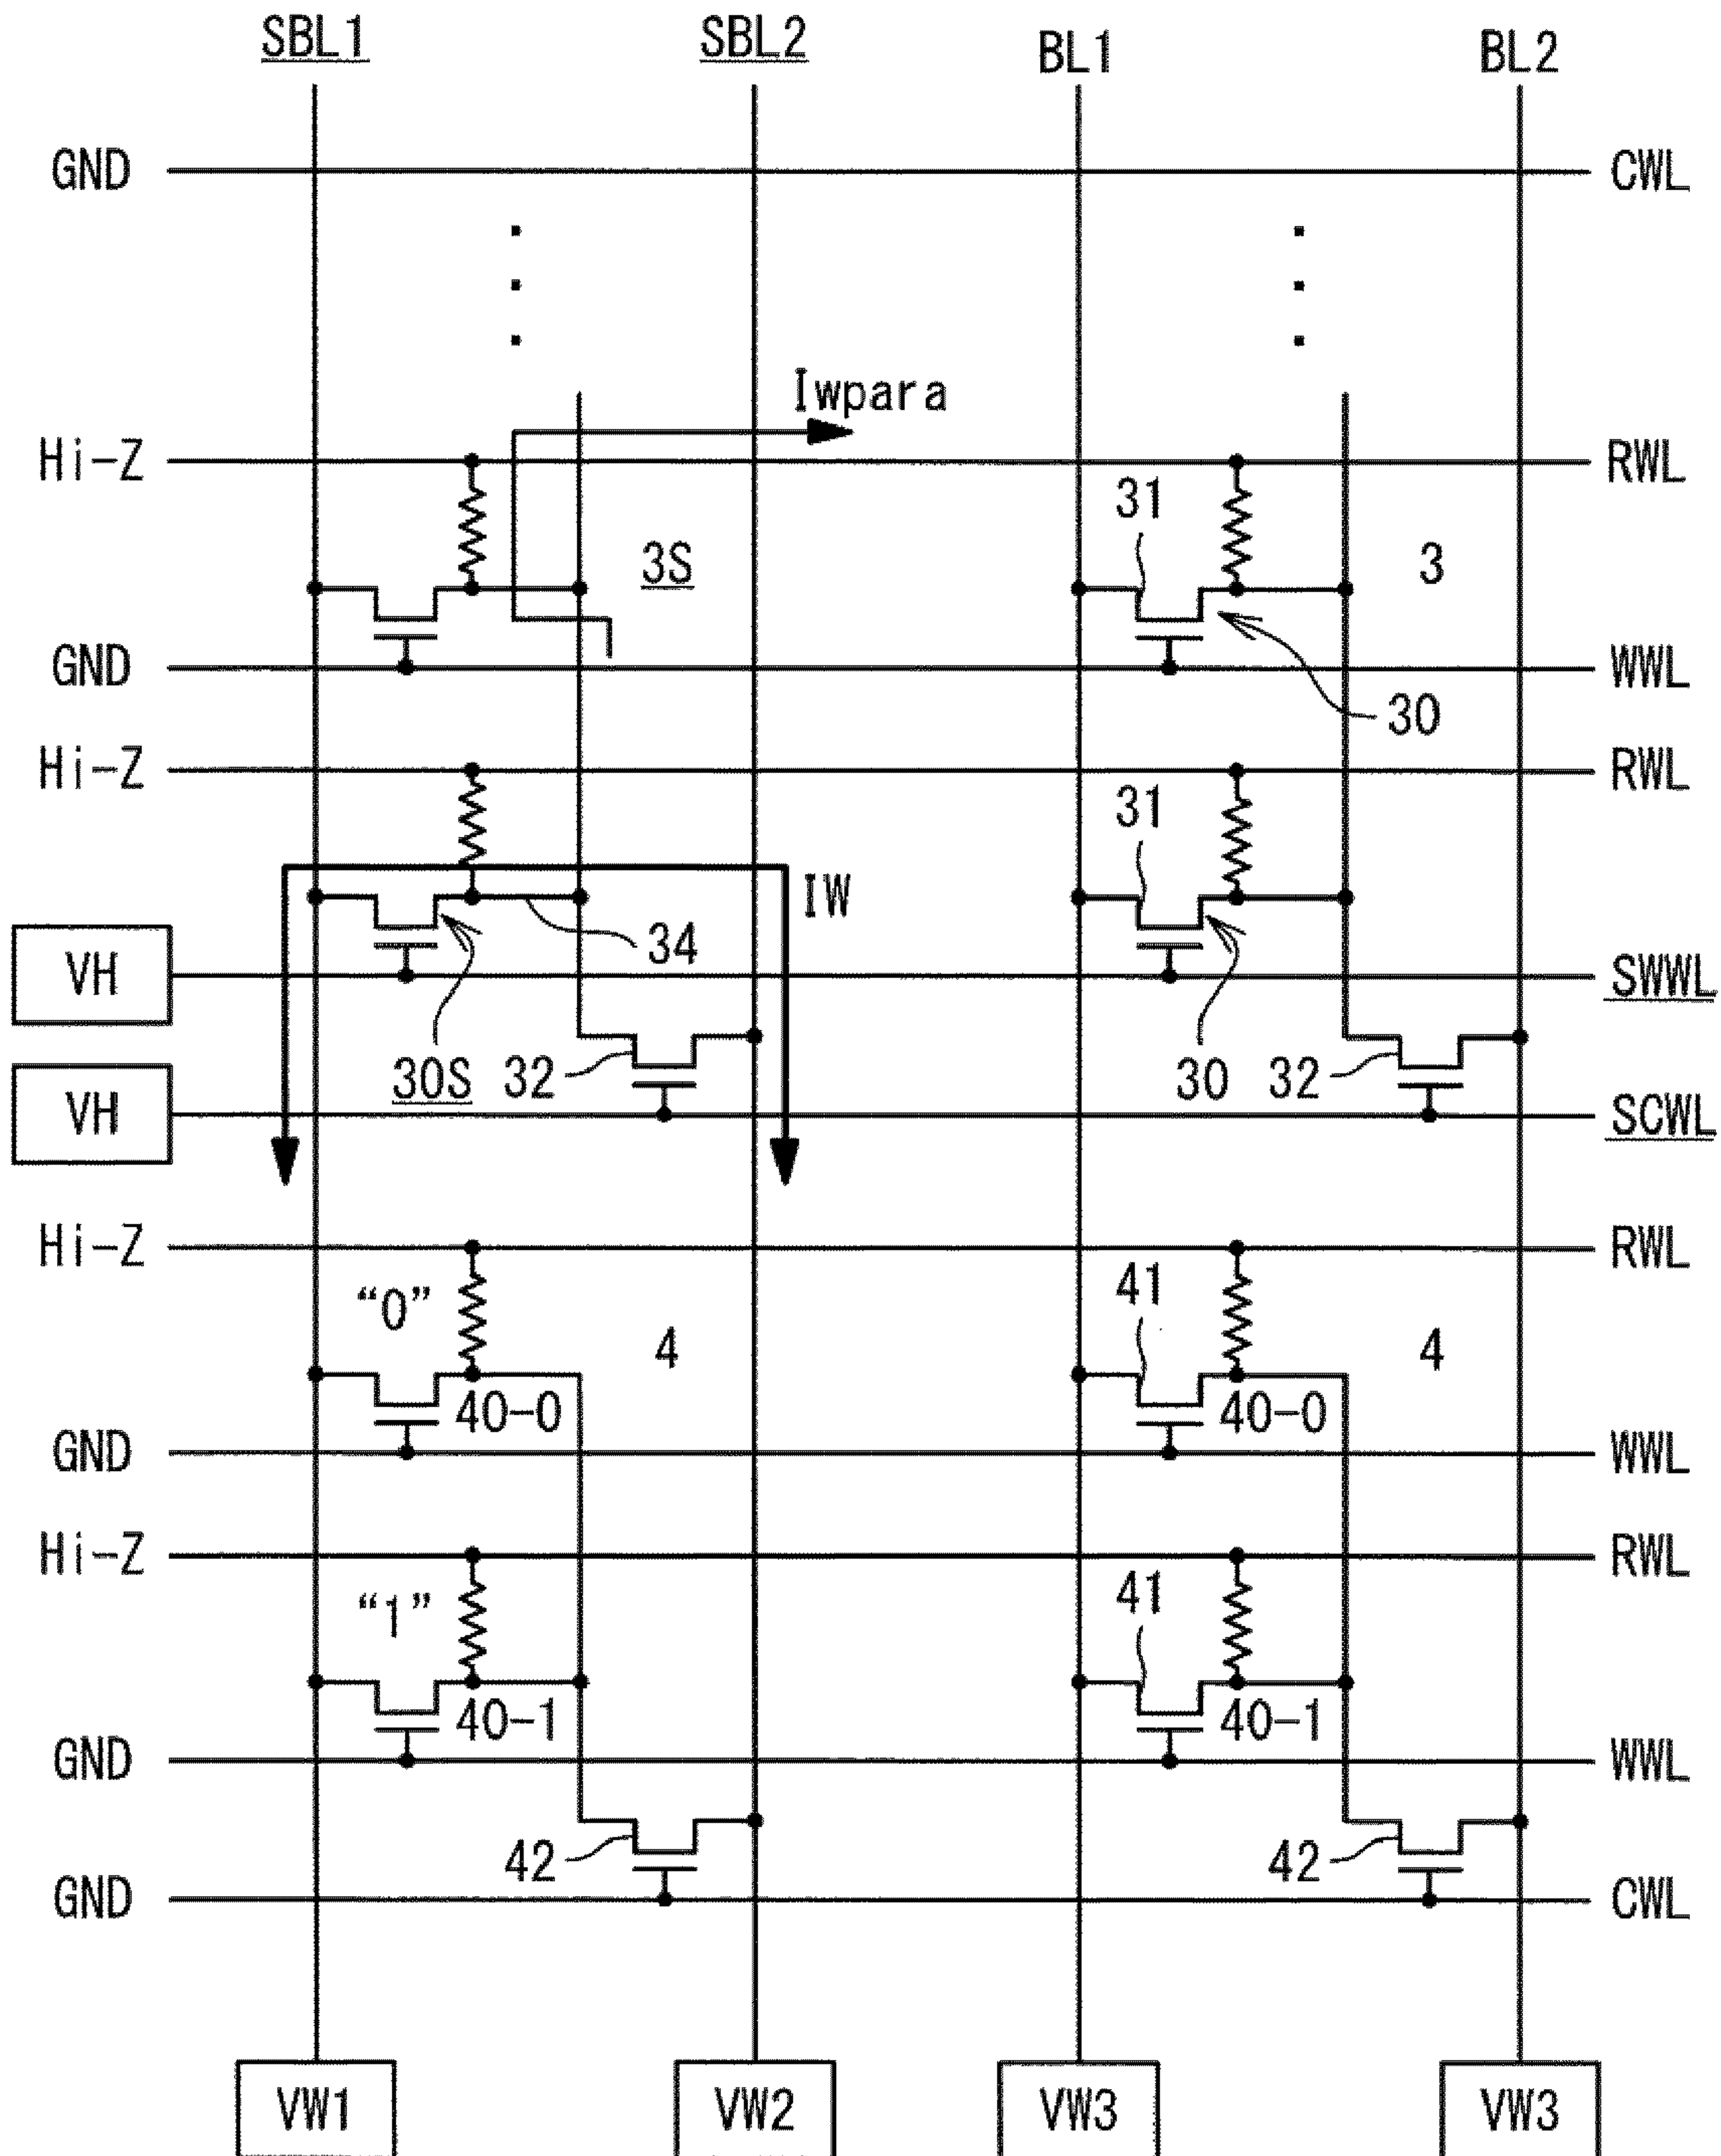 SBL1 SBL2 BL1 BL2
GND CWL
Iwpara
Hi-Z RWL
31
3S 3
GND WWL
30
Hi-Z RWL
31
IW
34
VH SWWL
30S 32 30 32
VH SCWL
Hi-Z RWL
“0” 41
4 4
40-0 40-0
GND WWL
Hi-Z RWL
“1” 41
40-1 40-1
GND WWL
42 42
GND CWL
VW1 VW2 VW3 VW3